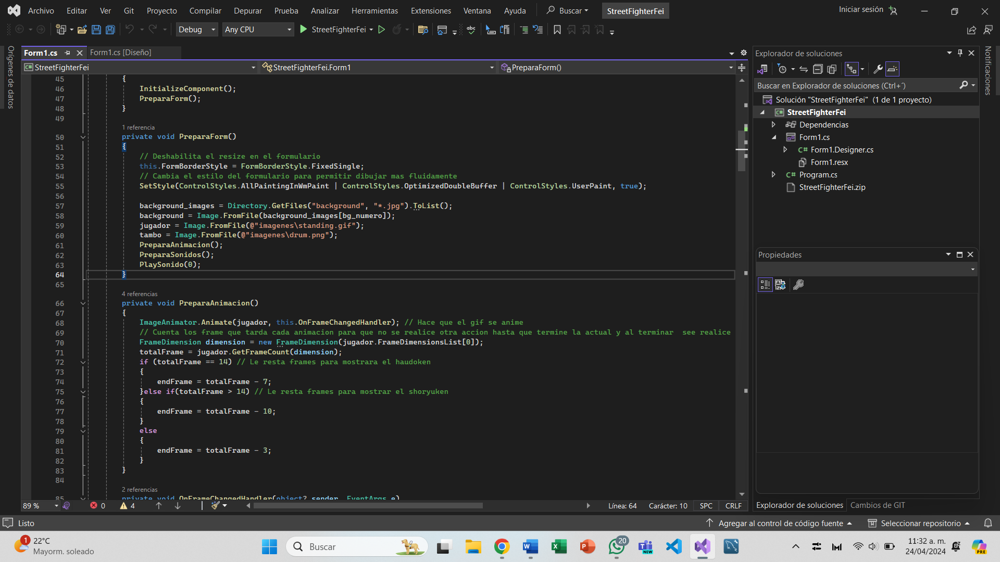 Archivo Editar Ver Git Proyecto Compilar Depurar Prueba Analizar Herramientas Extensiones Ventana Ayuda Buscar StreetFighterFei Iniciar sesión
Debug Any CPU StreetFighterFei
Orígenes de datos
Form1.cs Form1.cs [Diseño]
StreetFighterFei StreetFighterFei.Form1 PreparaForm()
45 {
46 InitializeComponent();
47 PreparaForm();
48 }
49
1 referencia
50 private void PreparaForm()
51 {
52 // Deshabilita el resize en el formulario
53 this.FormBorderStyle = FormBorderStyle.FixedSingle;
54 // Cambia el estilo del formulario para permitir dibujar mas fluidamente
55 SetStyle(ControlStyles.AllPaintingInWmPaint | ControlStyles.OptimizedDoubleBuffer | ControlStyles.UserPaint, true);
56
57 background_images = Directory.GetFiles("background", "*.jpg").ToList();
58 background = Image.FromFile(background_images[bg_numero]);
59 jugador = Image.FromFile(@"imagenes\standing.gif");
60 tambo = Image.FromFile(@"imagenes\drum.png");
61 PreparaAnimacion();
62 PreparaSonidos();
63 PlaySonido(0);
64 }
65
4 referencias
66 private void PreparaAnimacion()
67 {
68 ImageAnimator.Animate(jugador, this.OnFrameChangedHandler); // Hace que el gif se anime
69 // Cuenta los frame que tarda cada animacion para que no se realice otra accion hasta que termine la actual y al terminar  see realice
70 FrameDimension dimension = new FrameDimension(jugador.FrameDimensionsList[0]);
71 totalFrame = jugador.GetFrameCount(dimension);
72 if (totalFrame == 14) // Le resta frames para mostrara el haudoken
73 {
74 endFrame = totalFrame - 7;
75 }else if(totalFrame > 14) // Le resta frames para mostrar el shoryuken
76 {
77 endFrame = totalFrame - 10;
78 }
79 else
80 {
81 endFrame = totalFrame - 3;
82 }
83 }
84
2 referencias
85 private void OnFrameChangedHandler(object? sender, EventArgs e)
89 % 0 4 Línea: 64 Carácter: 10 SPC CRLF
Explorador de soluciones
Buscar en Explorador de soluciones (Ctrl+´)
Solución "StreetFighterFei" (1 de 1 proyecto)
StreetFighterFei
Dependencias
Form1.cs
Form1.Designer.cs
Form1.resx
Program.cs
StreetFighterFei.zip
Propiedades
Explorador de soluciones Cambios de GIT
Notificaciones
Listo Agregar al control de código fuente Seleccionar repositorio
1 22°C
Mayorm. soleado
Buscar
20
NEW
11:32 a. m.
24/04/2024
PRE